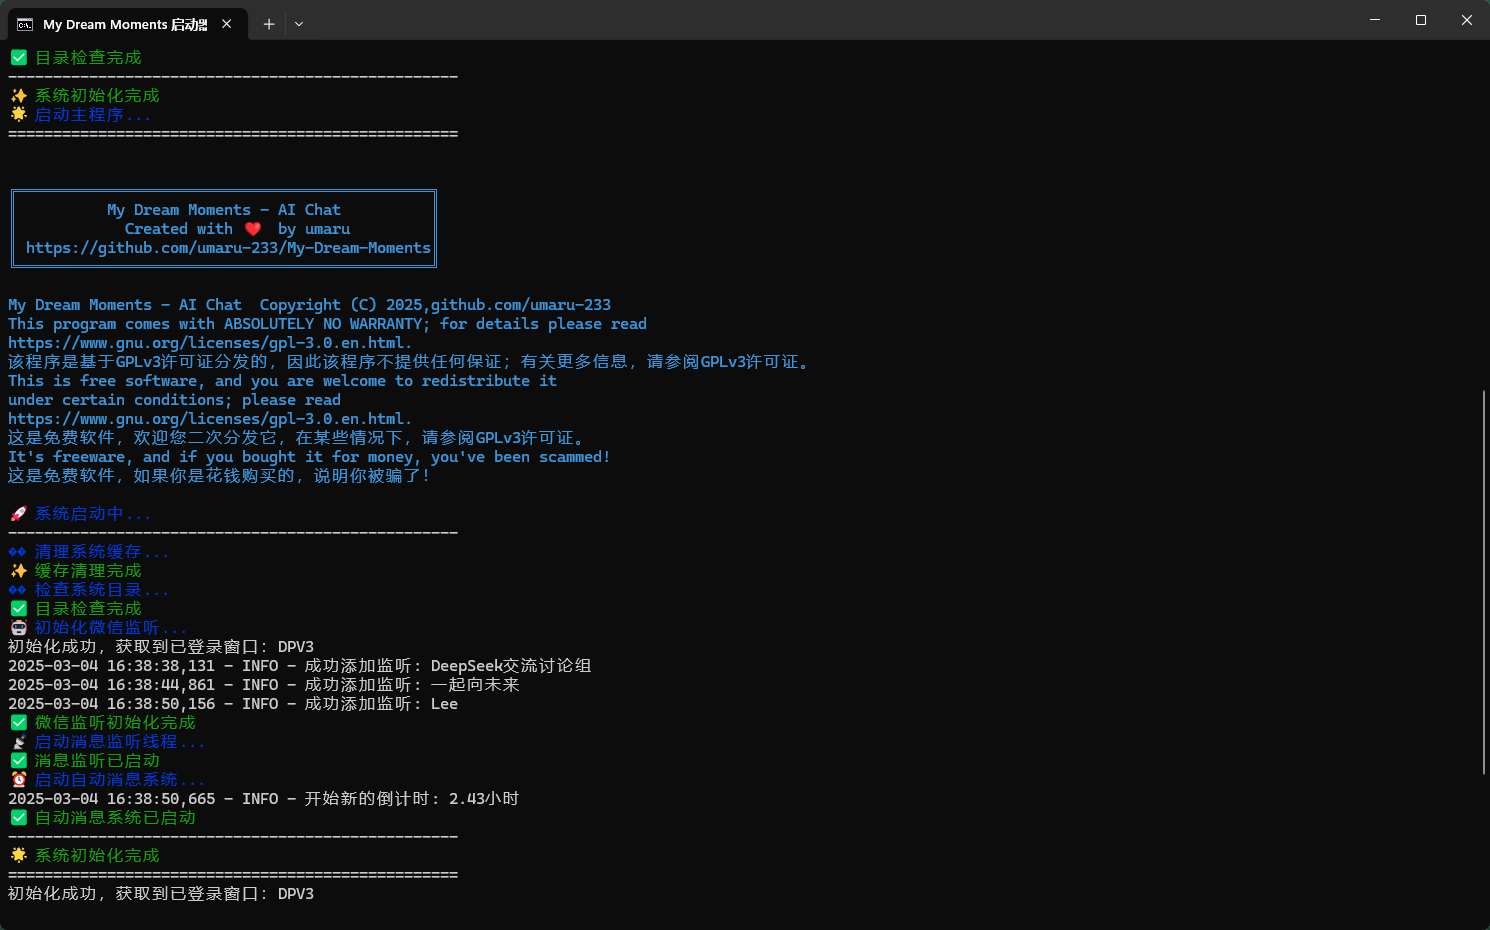 My Dream Moments 启动器
✅ 目录检查完成
--------------------------------------------------
✨ 系统初始化完成
🌟 启动主程序...
==================================================
My Dream Moments - AI Chat
Created with ❤️ by umaru
https://github.com/umaru-233/My-Dream-Moments
My Dream Moments - AI Chat  Copyright (C) 2025,github.com/umaru-233
This program comes with ABSOLUTELY NO WARRANTY; for details please read
https://www.gnu.org/licenses/gpl-3.0.en.html.
该程序是基于GPLv3许可证分发的，因此该程序不提供任何保证；有关更多信息，请参阅GPLv3许可证。
This is free software, and you are welcome to redistribute it
under certain conditions; please read
https://www.gnu.org/licenses/gpl-3.0.en.html.
这是免费软件，欢迎您二次分发它，在某些情况下，请参阅GPLv3许可证。
It's freeware, and if you bought it for money, you've been scammed!
这是免费软件，如果你是花钱购买的，说明你被骗了！
🚀 系统启动中...
--------------------------------------------------
�� 清理系统缓存...
✨ 缓存清理完成
�� 检查系统目录...
✅ 目录检查完成
🤖 初始化微信监听...
初始化成功，获取到已登录窗口：DPV3
2025-03-04 16:38:38,131 - INFO - 成功添加监听: DeepSeek交流讨论组
2025-03-04 16:38:44,861 - INFO - 成功添加监听: 一起向未来
2025-03-04 16:38:50,156 - INFO - 成功添加监听: Lee
✅ 微信监听初始化完成
📡 启动消息监听线程...
✅ 消息监听已启动
⏰ 启动自动消息系统...
2025-03-04 16:38:50,665 - INFO - 开始新的倒计时: 2.43小时
✅ 自动消息系统已启动
--------------------------------------------------
🌟 系统初始化完成
==================================================
初始化成功，获取到已登录窗口：DPV3